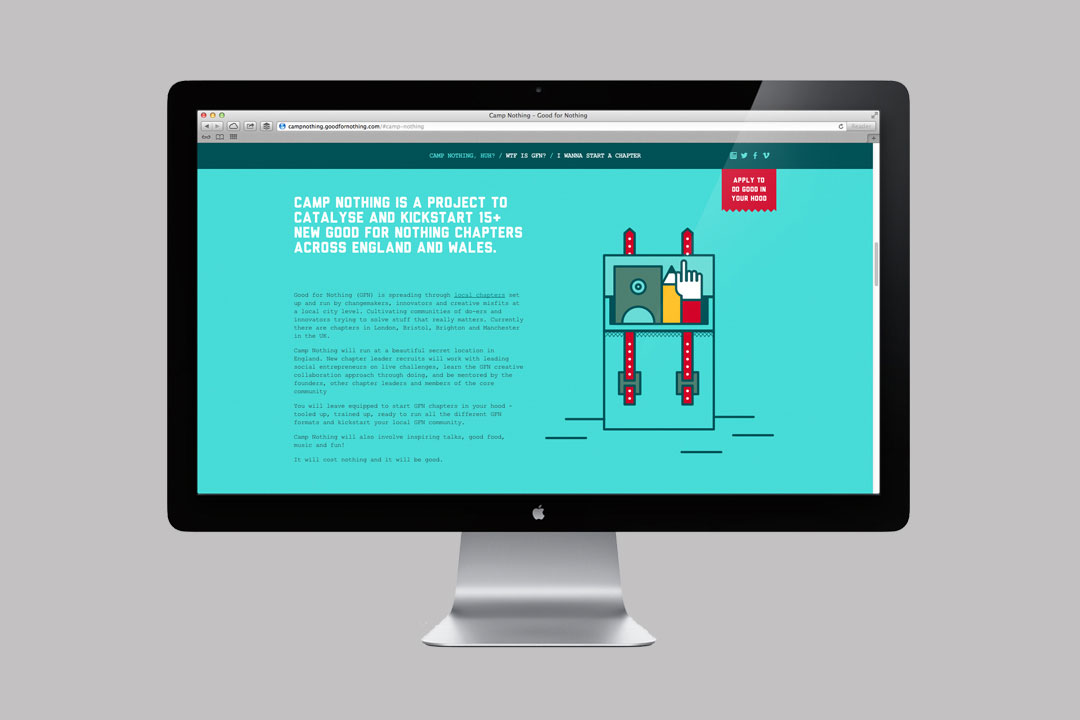 Camp Nothing - Good for Nothing
campnothing.goodfornothing.com/#camp-nothing
Reader
CAMP NOTHING, HUH? / WTF IS GFN? / I WANNA START A CHAPTER
APPLY TO
DO GOOD IN
YOUR HOOD
CAMP NOTHING IS A PROJECT TO
CATALYSE AND KICKSTART 15+
NEW GOOD FOR NOTHING CHAPTERS
ACROSS ENGLAND AND WALES.
Good for Nothing (GFN) is spreading through local chapters set
up and run by changemakers, innovators and creative misfits at
a local city level. Cultivating communities of do-ers and
innovators trying to solve stuff that really matters. Currently
there are chapters in London, Bristol, Brighton and Manchester
in the UK.
Camp Nothing will run at a beautiful secret location in
England. New chapter leader recruits will work with leading
social entrepreneurs on live challenges, learn the GFN creative
collaboration approach through doing, and be mentored by the
founders, other chapter leaders and members of the core
community
You will leave equipped to start GFN chapters in your hood -
tooled up, trained up, ready to run all the different GFN
formats and kickstart your local GFN community.
Camp Nothing will also involve inspiring talks, good food,
music and fun!
It will cost nothing and it will be good.